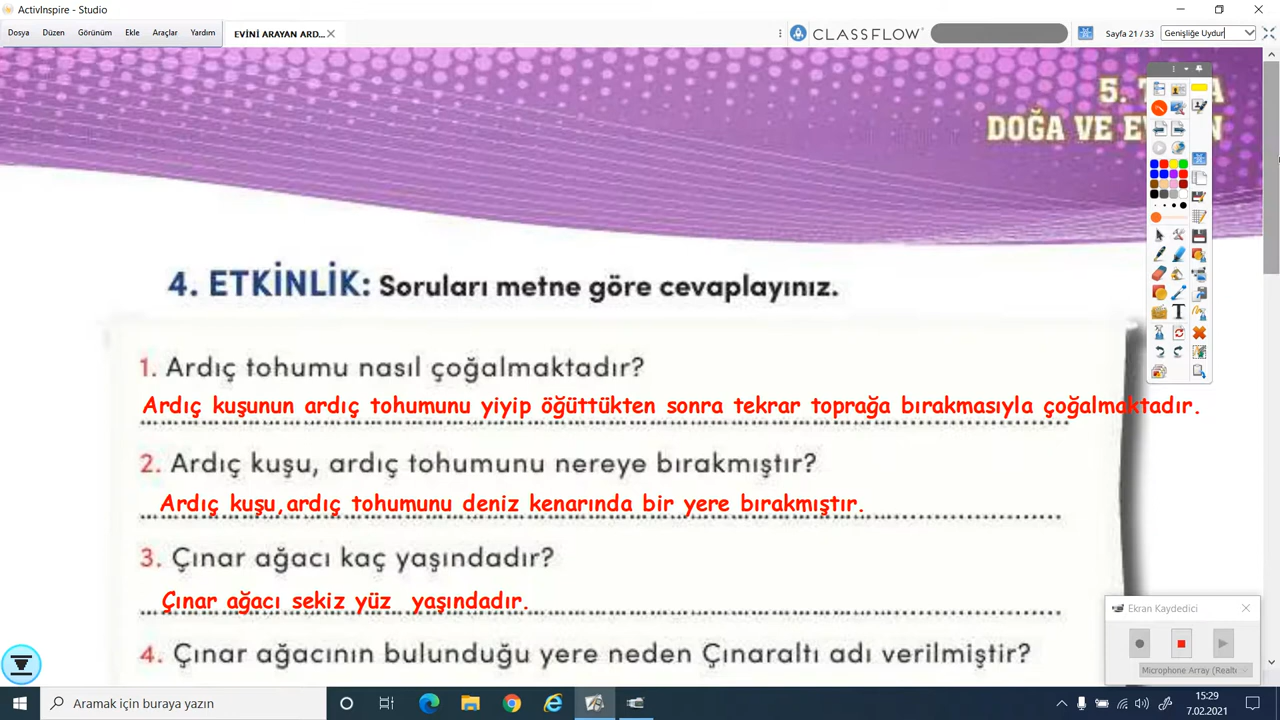 ActivInspire - Studio
Dosya Düzen Görünüm Ekle Araçlar Yardım EVİNİ ARAYAN ARD... CLASSFLOW Sayfa 21 / 33 Genişliğe Uydur
5.
DOĞA VE
4. ETKİNLİK: Soruları metne göre cevaplayınız.
1. Ardıç tohumu nasıl çoğalmaktadır?
Ardıç kuşunun ardıç tohumunu yiyip öğüttükten sonra tekrar toprağa bırakmasıyla çoğalmaktadır.
2. Ardıç kuşu, ardıç tohumunu nereye bırakmıştır?
Ardıç kuşu,ardıç tohumunu deniz kenarında bir yere bırakmıştır.
3. Çınar ağacı kaç yaşındadır?
Çınar ağacı sekiz yüz yaşındadır.
4. Çınar ağacının bulunduğu yere neden Çınaraltı adı verilmiştir?
Ekran Kaydedici
Microphone Array (Realte
Aramak için buraya yazın
15:29
7.02.2021